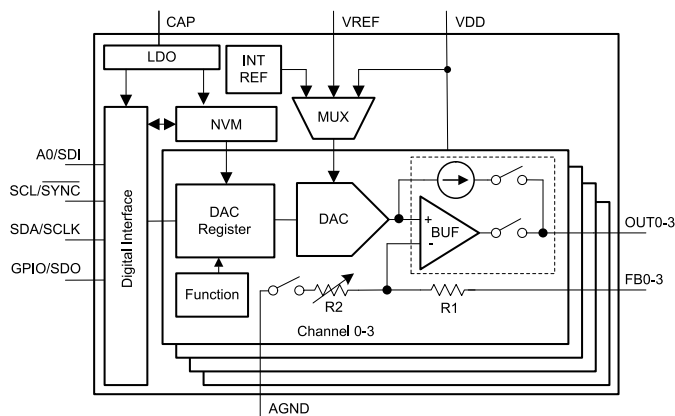 CAP
VREF
VDD
LDO
INT
REF
MUX
NVM
A0/SDI
SCL/SYNC
SDA/SCLK
GPIO/SDO
Digital Interface
DAC
Register
DAC
+
-
BUF
OUT0-3
Function
R2
R1
FB0-3
Channel 0-3
AGND